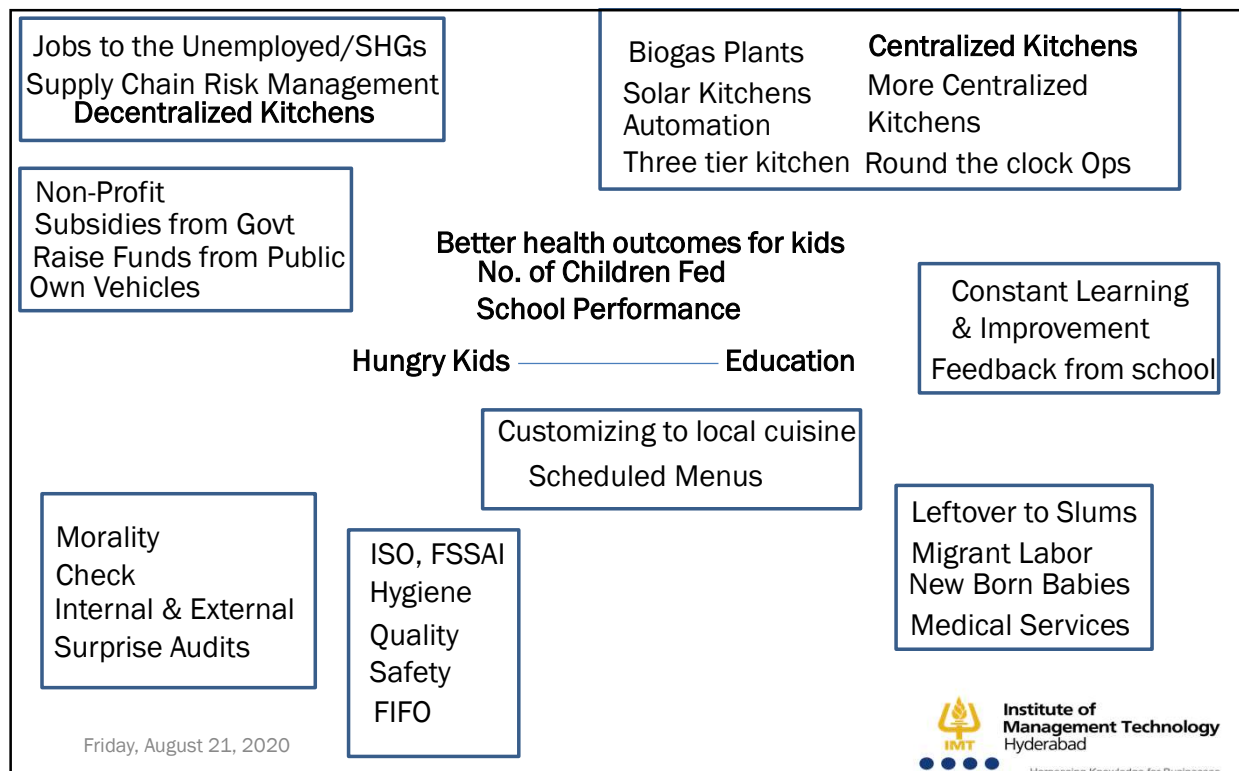 Jobs to the Unemployed/SHGs
Supply Chain Risk Management
Decentralized Kitchens
Biogas Plants
Solar Kitchens
Automation
Three tier kitchen
Centralized Kitchens
More Centralized
Kitchens
Round the clock Ops
Non-Profit
Subsidies from Govt
Raise Funds from Public
Own Vehicles
Better health outcomes for kids
No. of Children Fed
School Performance
Hungry Kids Education
Constant Learning
& Improvement
Feedback from school
Customizing to local cuisine
Scheduled Menus
Morality
Check
Internal & External
Surprise Audits
ISO, FSSAI
Hygiene
Quality
Safety
FIFO
Leftover to Slums
Migrant Labor
New Born Babies
Medical Services
Friday, August 21, 2020
IMT
Institute of
Management Technology
Hyderabad